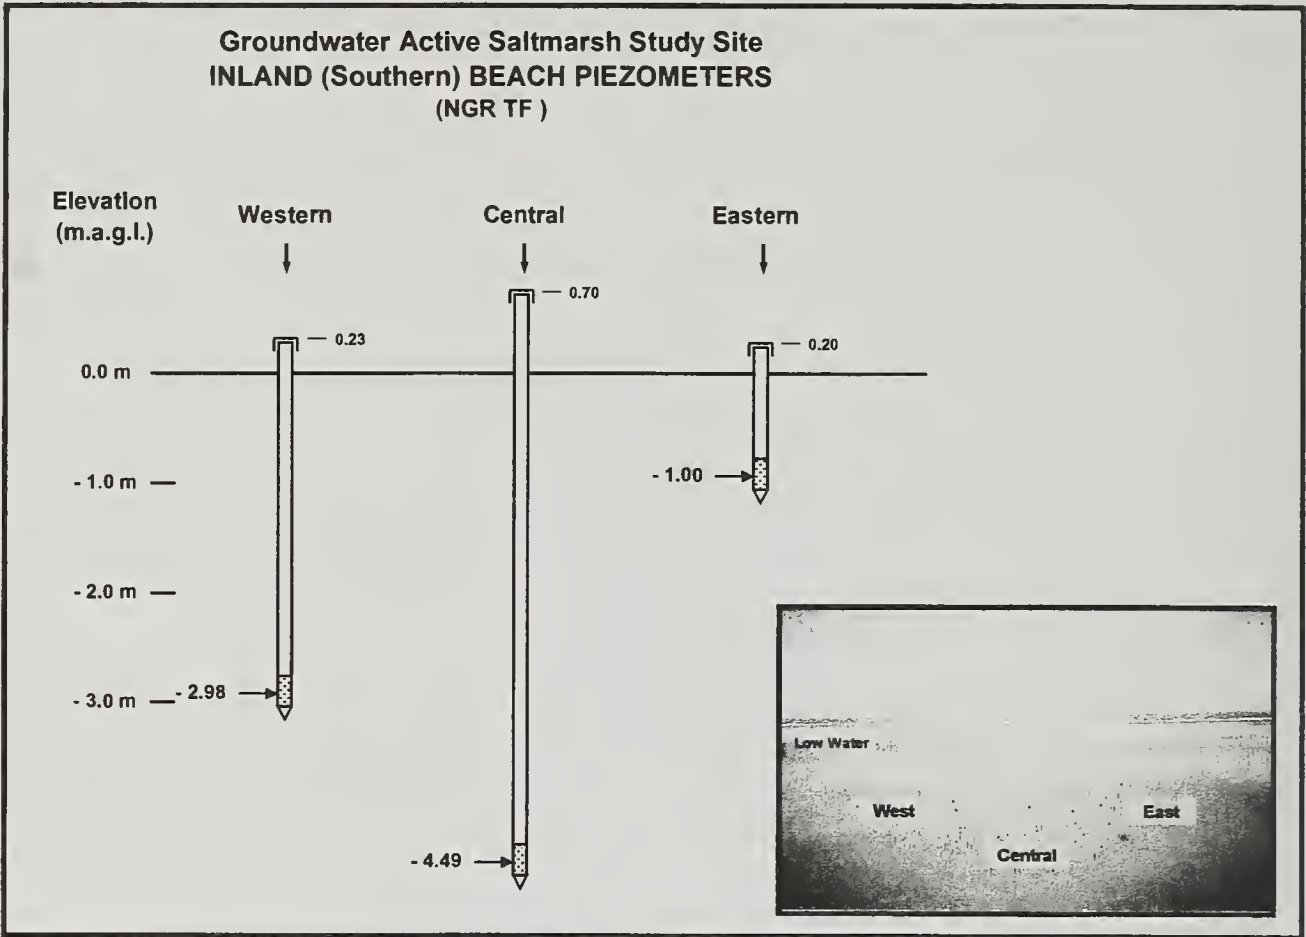 Groundwater Active Saltmarsh Study Site
INLAND (Southern) BEACH PIEZOMETERS
(NGR TF )
Elevation
(m.a.g.l.)
Western
Central
Eastern
0.70
0.23
0.20
0.0 m
- 1.00
- 1.0 m
- 2.0 m
- 2.98
- 3.0 m
- 4.49
Low Water
West
East
Central